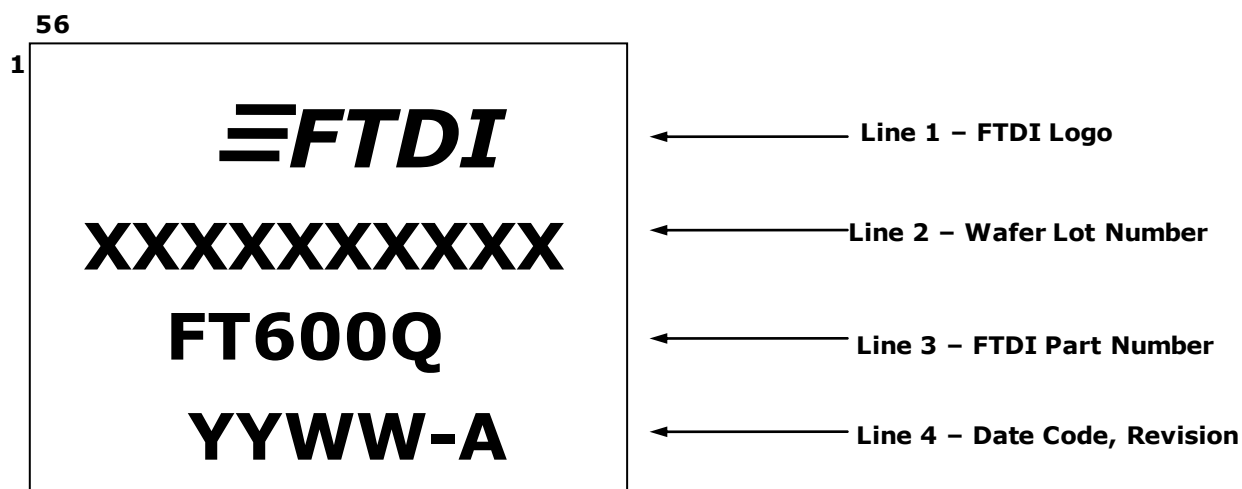 56
1
FTDI
Line 1 – FTDI Logo
XXXXXXXXXX
Line 2 – Wafer Lot Number
FT600Q
Line 3 – FTDI Part Number
YYWW-A
Line 4 – Date Code, Revision